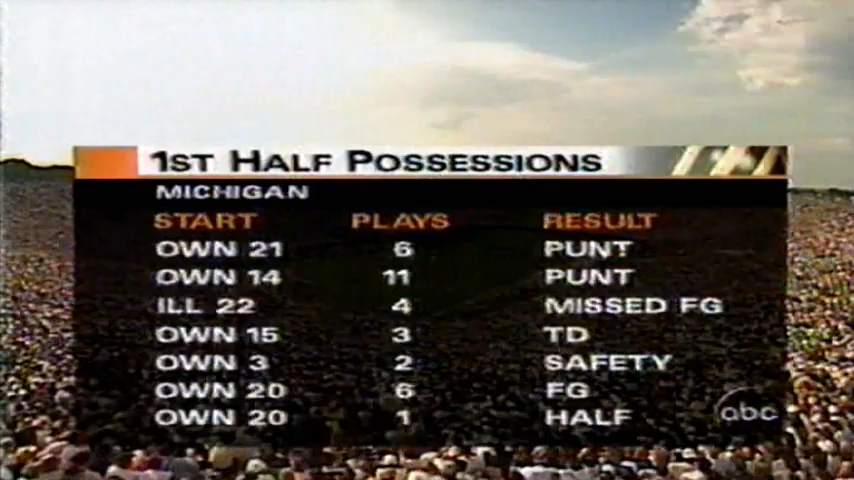 1ST HALF POSSESSIONS
MICHIGAN
START PLAYS RESULT
OWN 21 6 PUNT
OWN 14 11 PUNT
ILL 22 4 MISSED FG
OWN 15 3 TD
OWN 3 2 SAFETY
OWN 20 6 FG
OWN 20 1 HALF
abc